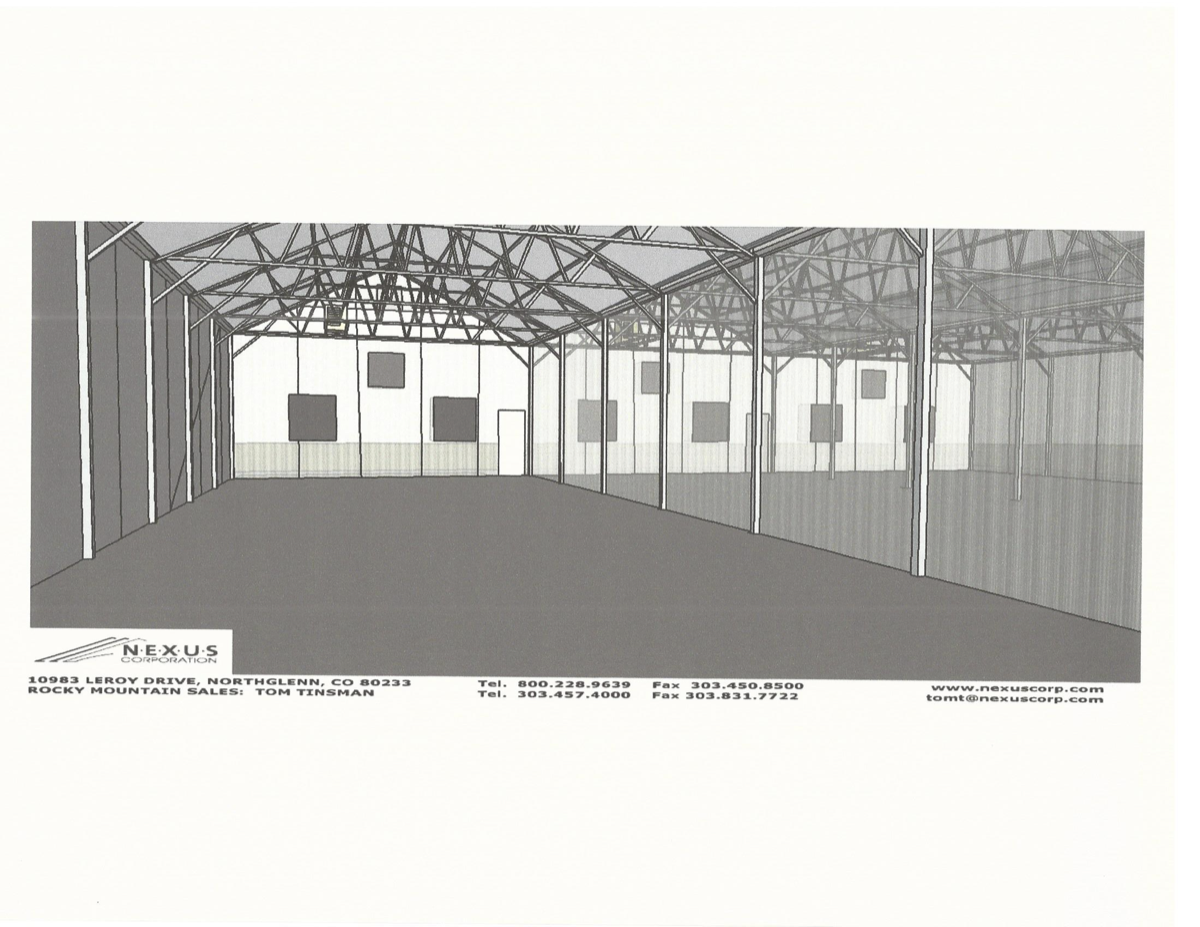 N·E·X·U·S
CORPORATION
10983 LEROY DRIVE, NORTHGLENN, CO 80233
ROCKY MOUNTAIN SALES: TOM TINSMAN
Tel. 800.228.9639 Fax 303.450.8500
Tel. 303.457.4000 Fax 303.831.7722
www.nexuscorp.com
tomt@nexuscorp.com